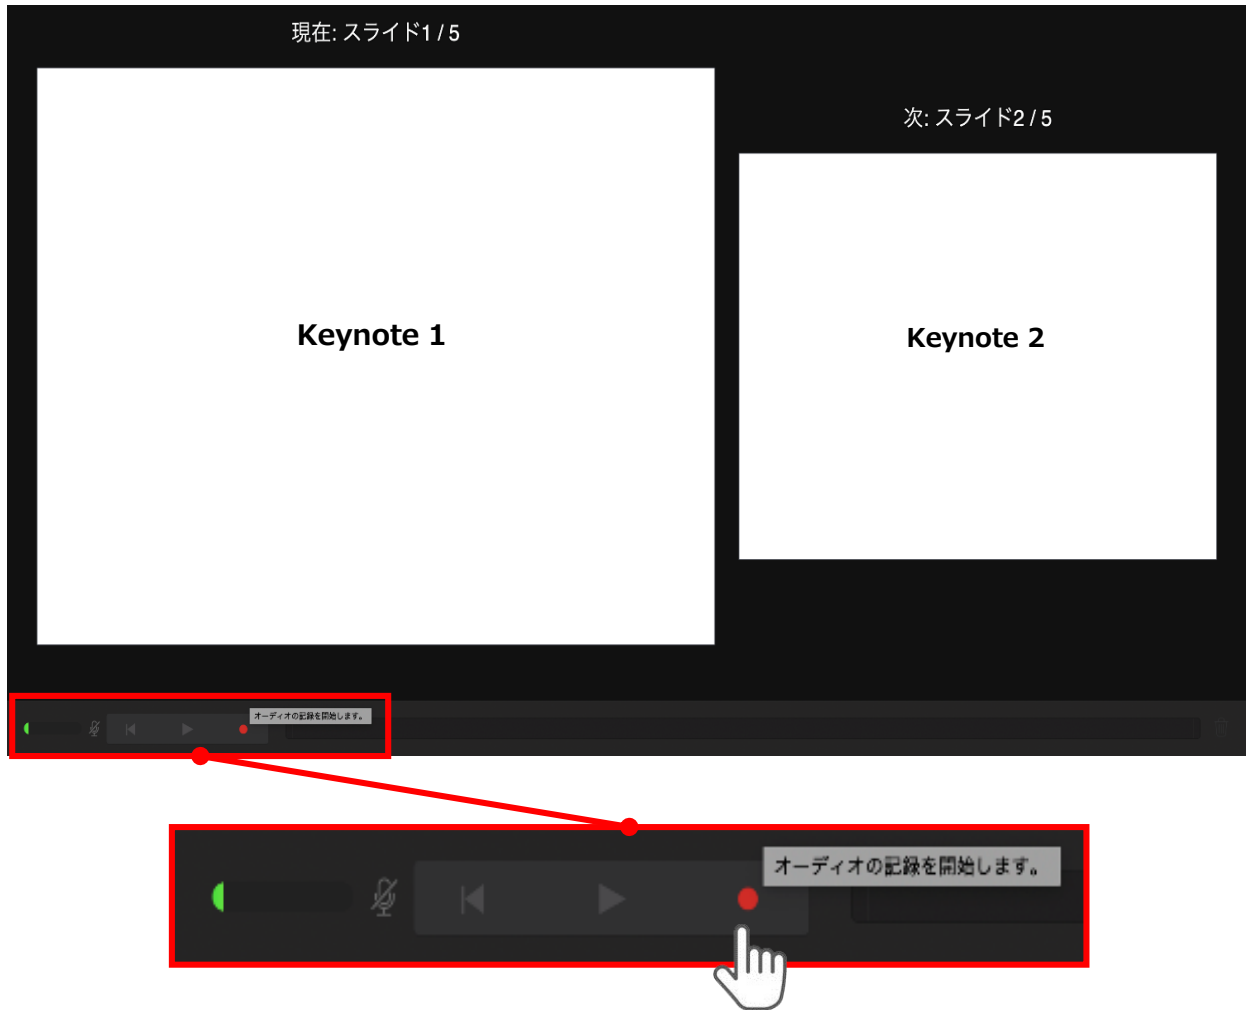 現在: スライド1 / 5
次: スライド2 / 5
Keynote 1
Keynote 2
オーディオの記録を開始します。
オーディオの記録を開始します。